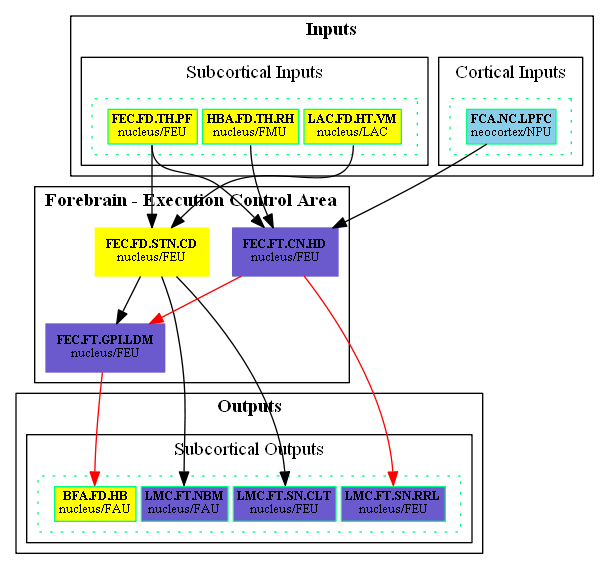 Inputs
Subcortical Inputs
Cortical Inputs
FEC.FD.TH.PF
nucleus/FEU
HBA.FD.TH.RH
nucleus/FMU
LAC.FD.HT.VM
nucleus/LAC
FCA.NC.LPFC
neocortex/NPU
Forebrain - Execution Control Area
FEC.FD.STN.CD
nucleus/FEU
FEC.FT.CN.HD
nucleus/FEU
FEC.FT.GPI.LDM
nucleus/FEU
Outputs
Subcortical Outputs
BFA.FD.HB
nucleus/FAU
LMC.FT.NBM
nucleus/FAU
LMC.FT.SN.CLT
nucleus/FEU
LMC.FT.SN.RRL
nucleus/FEU